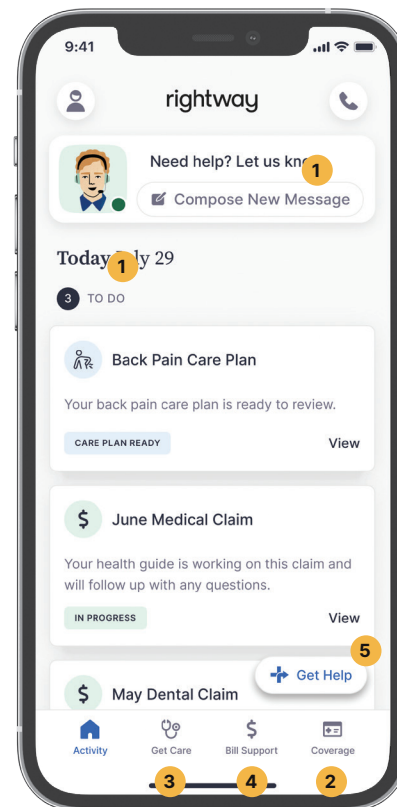 9:41
rightway
Need help? Let us
1
Compose New Message
Today
1
29
3 TO DO
Back Pain Care Plan
Your back pain care plan is ready to review.
CARE PLAN READY
View
$
June Medical Claim
Your health guide is working on this claim and
will follow up with any questions.
IN PROGRESS
View
5
Get Help
$
May Dental Claim
Activity
Get Care
$
Bill Support
Coverage
3
4
2